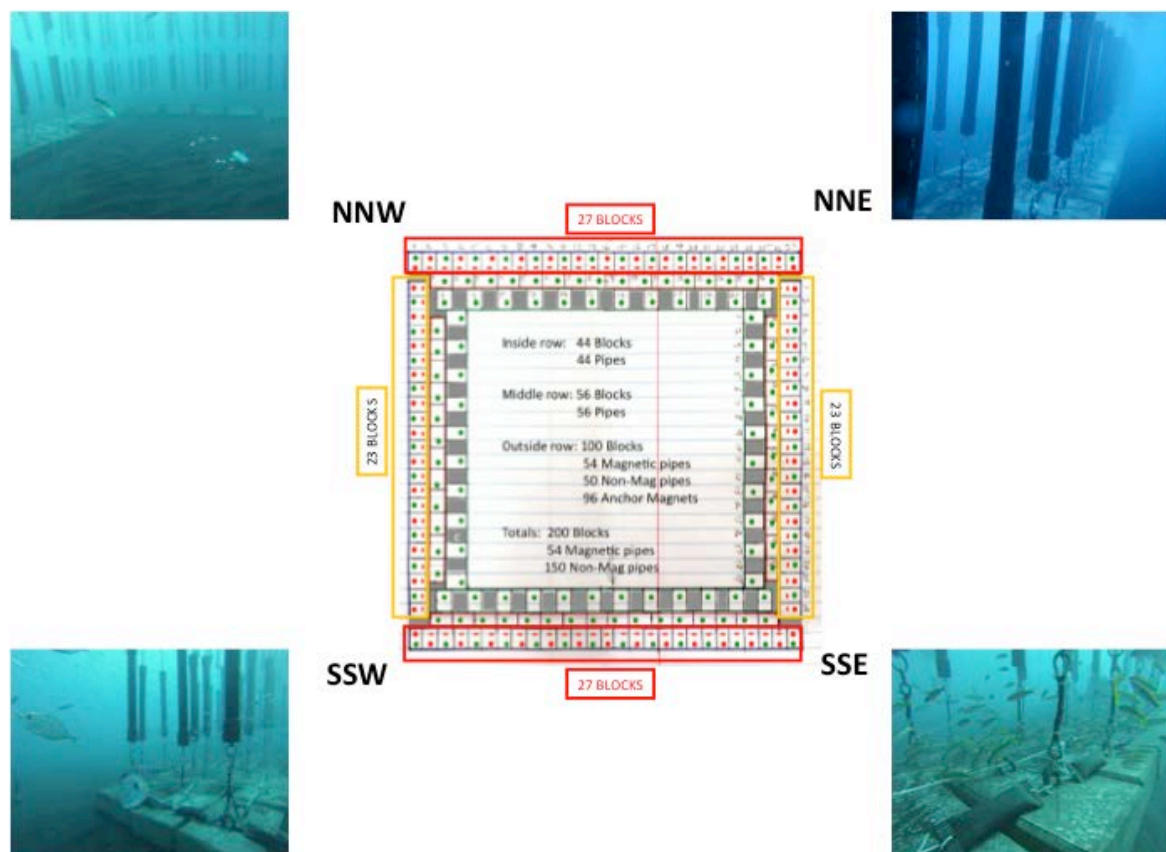 NNW
NNE
27 BLOCKS
23 BLOCKS
Inside row: 44 Blocks
44 Pipes
Middle row: 56 Blocks
56 Pipes
Outside row: 100 Blocks
54 Magnetic pipes
50 Non-Mag pipes
96 Anchor Magnets
Totals: 200 Blocks
54 Magnetic pipes
150 Non-Mag pipes
23 BLOCKS
SSW
SSE
27 BLOCKS